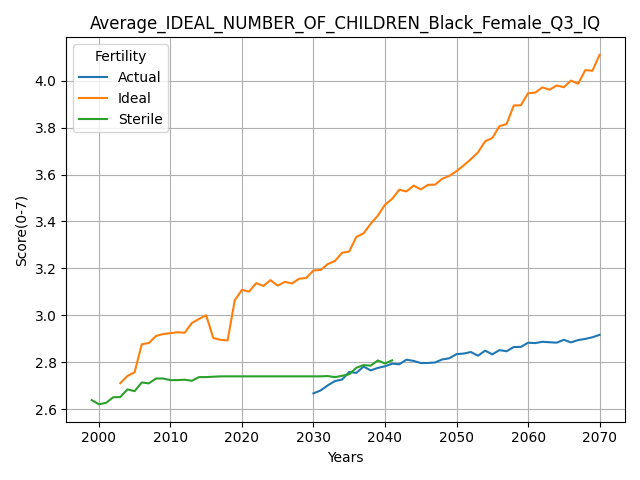 Average_IDEAL_NUMBER_OF_CHILDREN_Black_Female_Q3_IQ
Fertility
Actual
Ideal
Sterile
Score(0-7)
4.0
3.8
3.6
3.4
3.2
3.0
2.8
2.6
2000 2010 2020 2030 2040 2050 2060 2070
Years